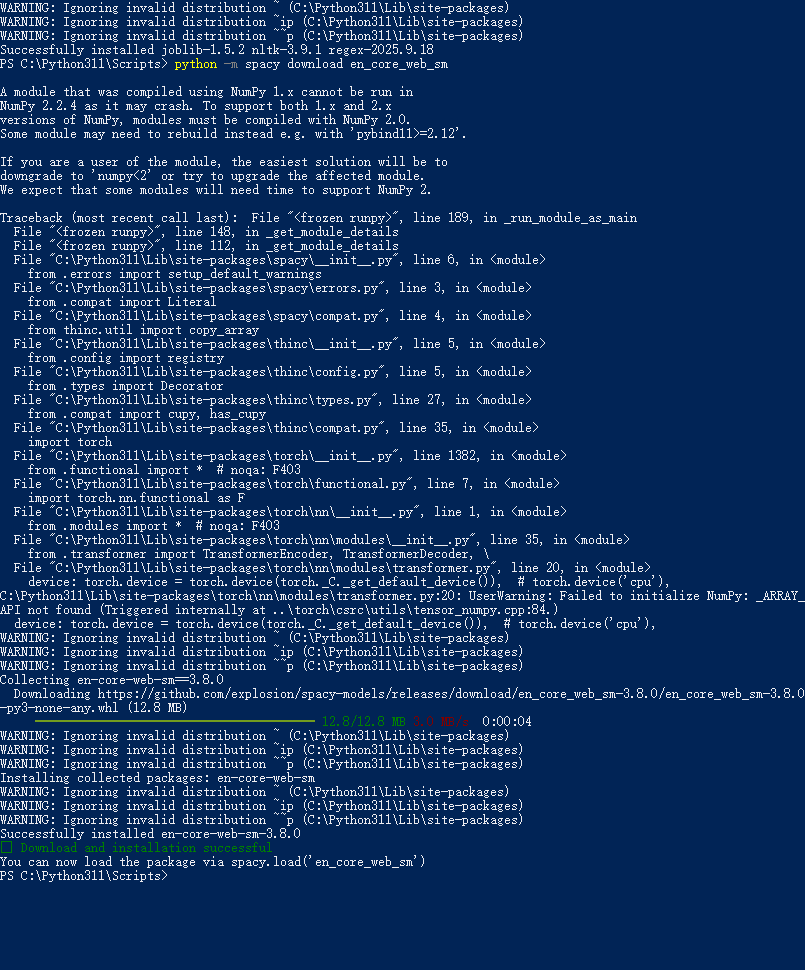 WARNING: Ignoring invalid distribution ~ (C:\Python311\Lib\site-packages)
WARNING: Ignoring invalid distribution ~ip (C:\Python311\Lib\site-packages)
WARNING: Ignoring invalid distribution ~~p (C:\Python311\Lib\site-packages)
Successfully installed joblib-1.5.2 nltk-3.9.1 regex-2025.9.18
PS C:\Python311\Scripts> python -m spacy download en_core_web_sm
A module that was compiled using NumPy 1.x cannot be run in
NumPy 2.2.4 as it may crash. To support both 1.x and 2.x
versions of NumPy, modules must be compiled with NumPy 2.0.
Some module may need to rebuild instead e.g. with 'pybind11>=2.12'.
If you are a user of the module, the easiest solution will be to
downgrade to 'numpy<2' or try to upgrade the affected module.
We expect that some modules will need time to support NumPy 2.
Traceback (most recent call last):  File "<frozen runpy>", line 189, in _run_module_as_main
  File "<frozen runpy>", line 148, in _get_module_details
  File "<frozen runpy>", line 112, in _get_module_details
  File "C:\Python311\Lib\site-packages\spacy\__init__.py", line 6, in <module>
    from .errors import setup_default_warnings
  File "C:\Python311\Lib\site-packages\spacy\errors.py", line 3, in <module>
    from .compat import Literal
  File "C:\Python311\Lib\site-packages\spacy\compat.py", line 4, in <module>
    from thinc.util import copy_array
  File "C:\Python311\Lib\site-packages\thinc\__init__.py", line 5, in <module>
    from .config import registry
  File "C:\Python311\Lib\site-packages\thinc\config.py", line 5, in <module>
    from .types import Decorator
  File "C:\Python311\Lib\site-packages\thinc\types.py", line 27, in <module>
    from .compat import cupy, has_cupy
  File "C:\Python311\Lib\site-packages\thinc\compat.py", line 35, in <module>
    import torch
  File "C:\Python311\Lib\site-packages\torch\__init__.py", line 1382, in <module>
    from .functional import *  # noqa: F403
  File "C:\Python311\Lib\site-packages\torch\functional.py", line 7, in <module>
    import torch.nn.functional as F
  File "C:\Python311\Lib\site-packages\torch\nn\__init__.py", line 1, in <module>
    from .modules import *  # noqa: F403
  File "C:\Python311\Lib\site-packages\torch\nn\modules\__init__.py", line 35, in <module>
    from .transformer import TransformerEncoder, TransformerDecoder, \
  File "C:\Python311\Lib\site-packages\torch\nn\modules\transformer.py", line 20, in <module>
    device: torch.device = torch.device(torch._C._get_default_device()),  # torch.device('cpu'),
C:\Python311\Lib\site-packages\torch\nn\modules\transformer.py:20: UserWarning: Failed to initialize NumPy: _ARRAY_
API not found (Triggered internally at ..\torch\csrc\utils\tensor_numpy.cpp:84.)
  device: torch.device = torch.device(torch._C._get_default_device()),  # torch.device('cpu'),
WARNING: Ignoring invalid distribution ~ (C:\Python311\Lib\site-packages)
WARNING: Ignoring invalid distribution ~ip (C:\Python311\Lib\site-packages)
WARNING: Ignoring invalid distribution ~~p (C:\Python311\Lib\site-packages)
Collecting en-core-web-sm==3.8.0
  Downloading https://github.com/explosion/spacy-models/releases/download/en_core_web_sm-3.8.0/en_core_web_sm-3.8.0
-py3-none-any.whl (12.8 MB)
12.8/12.8 MB 0:00:04
WARNING: Ignoring invalid distribution ~ (C:\Python311\Lib\site-packages)
WARNING: Ignoring invalid distribution ~ip (C:\Python311\Lib\site-packages)
WARNING: Ignoring invalid distribution ~~p (C:\Python311\Lib\site-packages)
Installing collected packages: en-core-web-sm
WARNING: Ignoring invalid distribution ~ (C:\Python311\Lib\site-packages)
WARNING: Ignoring invalid distribution ~ip (C:\Python311\Lib\site-packages)
WARNING: Ignoring invalid distribution ~~p (C:\Python311\Lib\site-packages)
Successfully installed en-core-web-sm-3.8.0
Download and installation successful
You can now load the package via spacy.load('en_core_web_sm')
PS C:\Python311\Scripts>